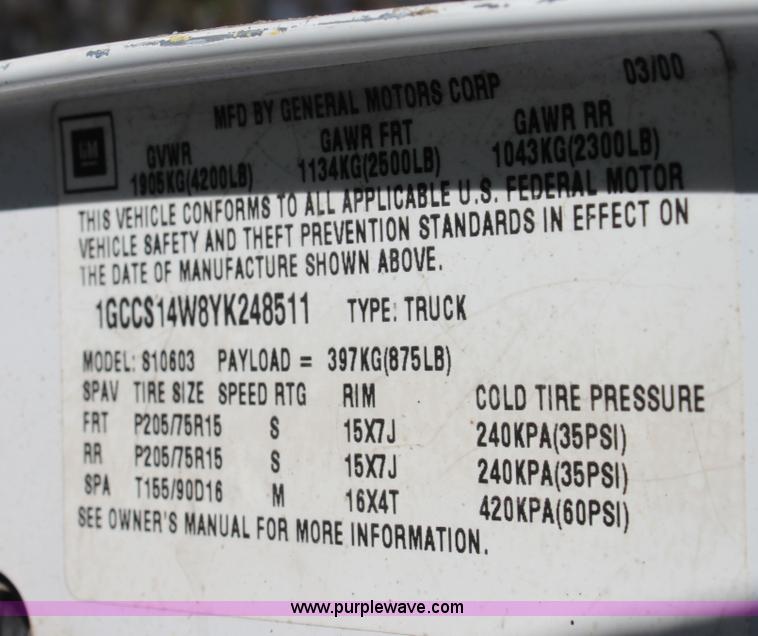 03/00
MFD BY GENERAL MOTORS CORP
GM
GVWR GAWR FRT GAWR RR
1905KG(4200LB) 1134KG(2500LB) 1043KG(2300LB)
THIS VEHICLE CONFORMS TO ALL APPLICABLE U.S. FEDERAL MOTOR
VEHICLE SAFETY AND THEFT PREVENTION STANDARDS IN EFFECT ON
THE DATE OF MANUFACTURE SHOWN ABOVE.
1GCCS14W8YK248511 TYPE: TRUCK
MODEL: S10603 PAYLOAD = 397KG(875LB)
SPAV TIRE SIZE SPEED RTG RIM COLD TIRE PRESSURE
FRT P205/75R15 S 15X7J 240KPA(35PSI)
RR P205/75R15 S 15X7J 240KPA(35PSI)
SPA T155/90D16 M 16X4T 420KPA(60PSI)
SEE OWNER'S MANUAL FOR MORE INFORMATION.
www.purplewave.com